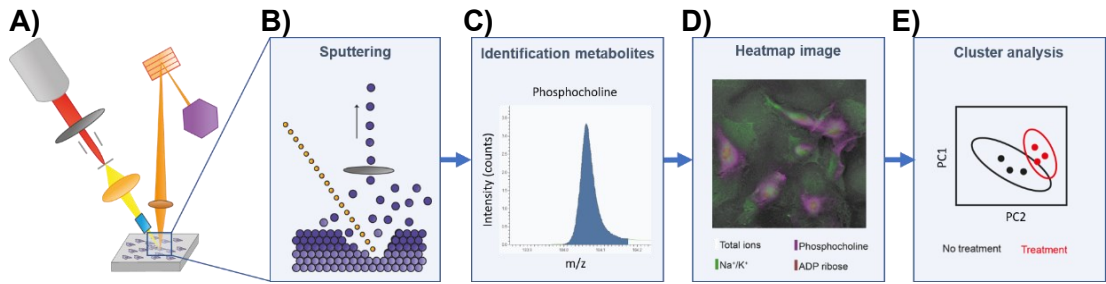 A)
B)
C)
D)
E)
Sputtering
Identification metabolites
Phosphocholine
Intensity (counts)
m/z
Heatmap image
Total ions
Phosphocholine
Na⁺/K⁺
ADP ribose
Cluster analysis
PC1
PC2
No treatment
Treatment